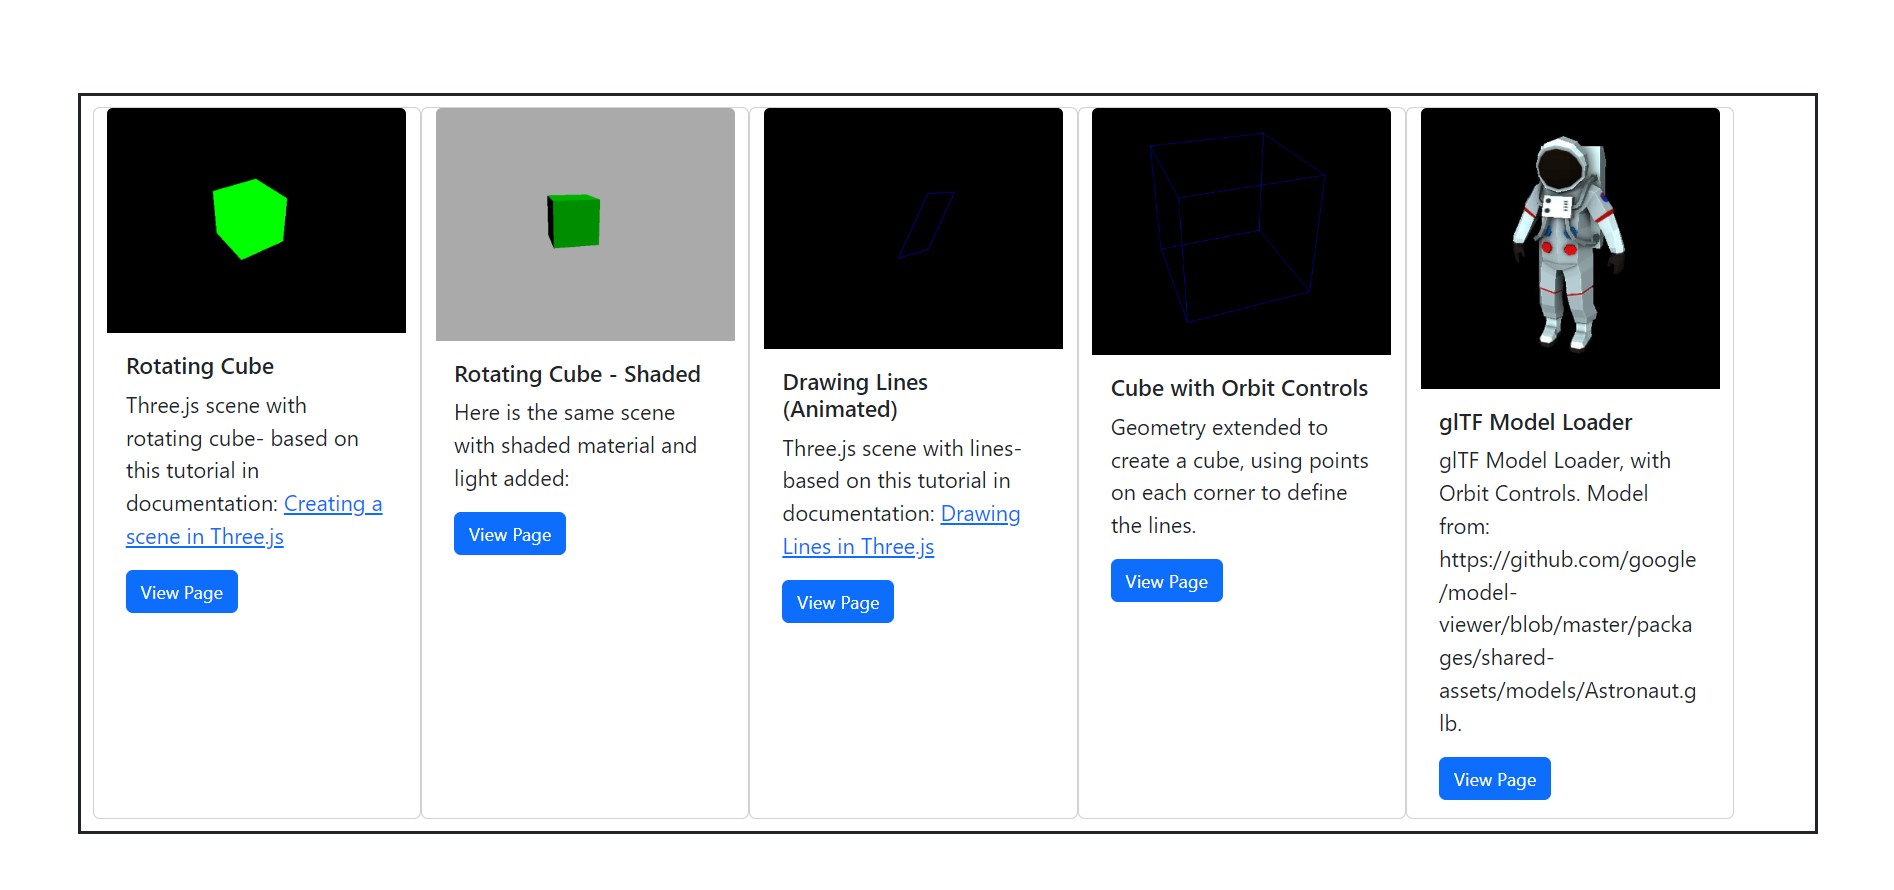 Rotating Cube
Three.js scene with
rotating cube- based on
this tutorial in
documentation: Creating a
scene in Three.js
View Page
Rotating Cube - Shaded
Here is the same scene
with shaded material and
light added:
View Page
Drawing Lines
(Animated)
Three.js scene with lines-
based on this tutorial in
documentation: Drawing
Lines in Three.js
View Page
Cube with Orbit Controls
Geometry extended to
create a cube, using points
on each corner to define
the lines.
View Page
glTF Model Loader
glTF Model Loader, with
Orbit Controls. Model
from:
https://github.com/google
/model-
viewer/blob/master/packa
ges/shared-
assets/models/Astronaut.g
lb.
View Page